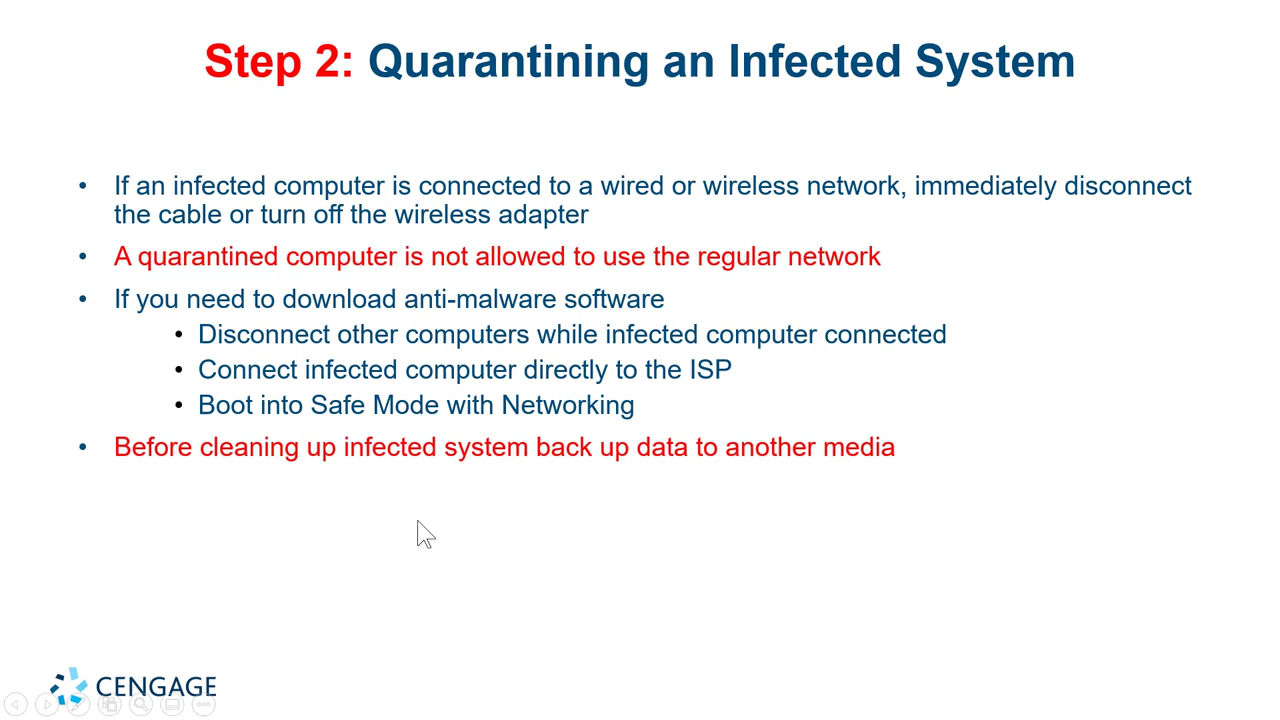 Step 2: Quarantining an Infected System
• If an infected computer is connected to a wired or wireless network, immediately disconnect
the cable or turn off the wireless adapter
• A quarantined computer is not allowed to use the regular network
• If you need to download anti-malware software
• Disconnect other computers while infected computer connected
• Connect infected computer directly to the ISP
• Boot into Safe Mode with Networking
• Before cleaning up infected system back up data to another media
CENGAGE